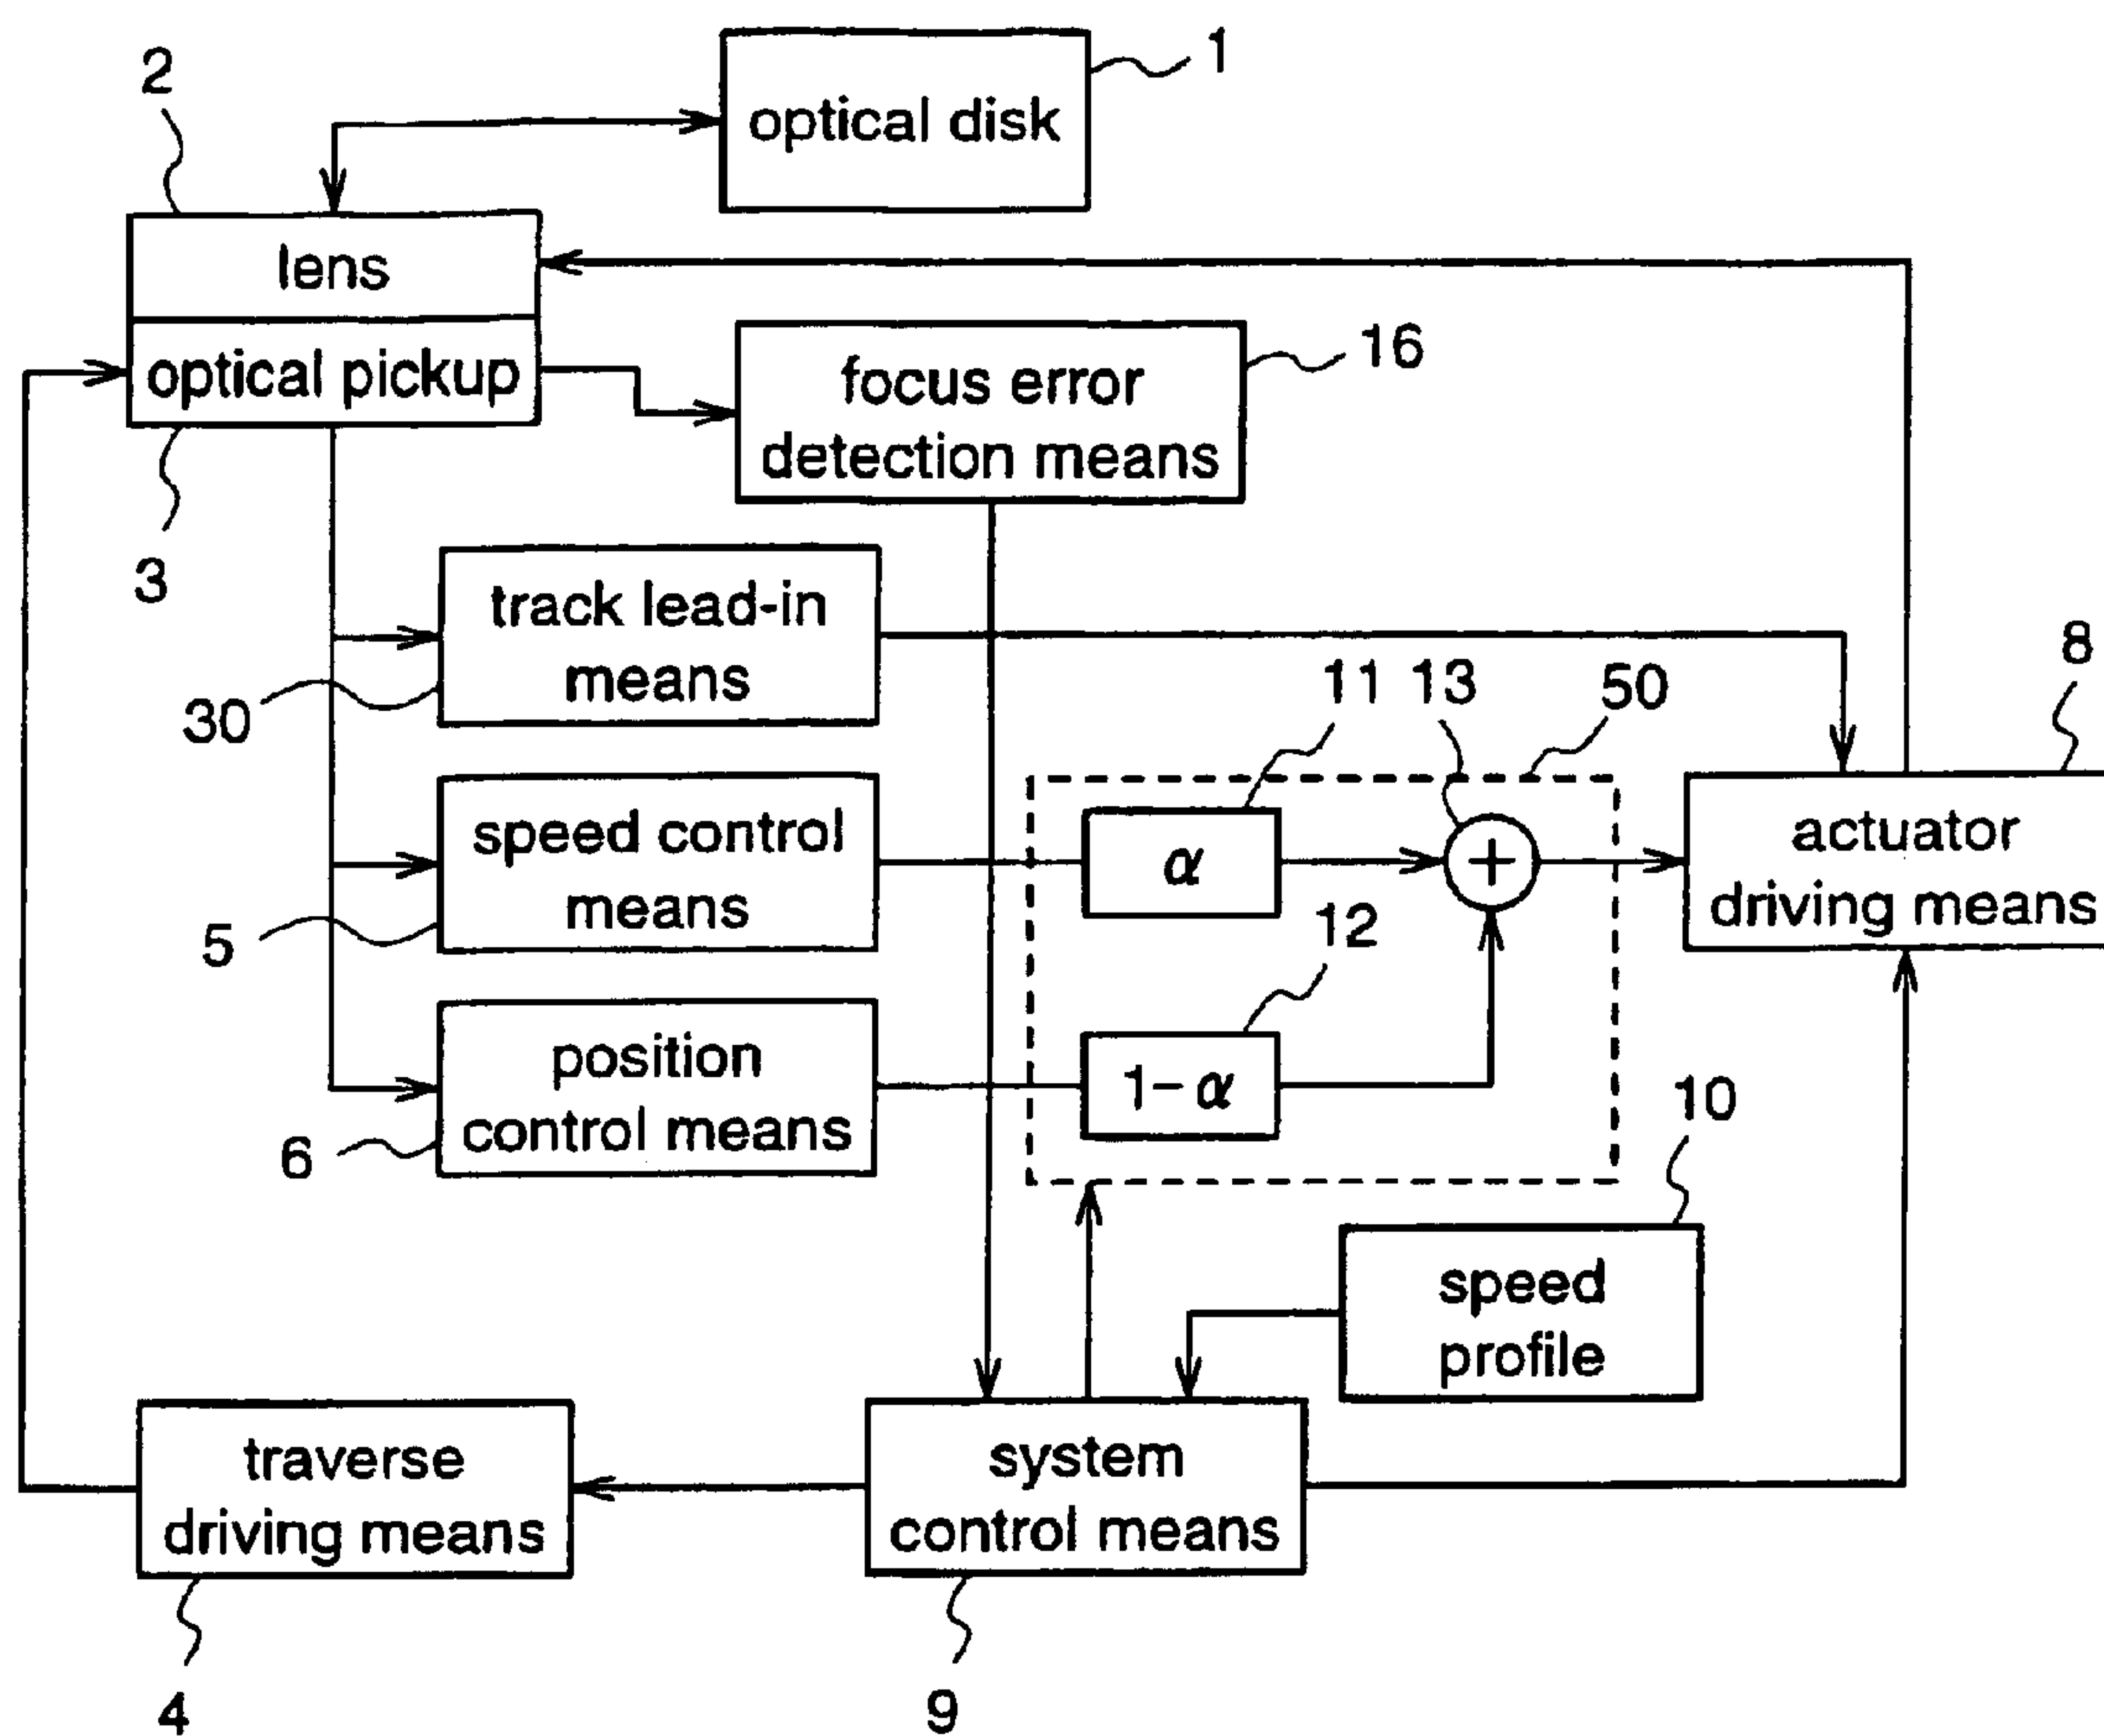 1
2
optical disk
lens
optical pickup
16
focus error
detection means
3
track lead-in
means
30
11
13
50
8
speed control
means
5
α
+
actuator
driving means
12
position
control means
6
1-α
10
speed
profile
traverse
driving means
system
control means
4
9